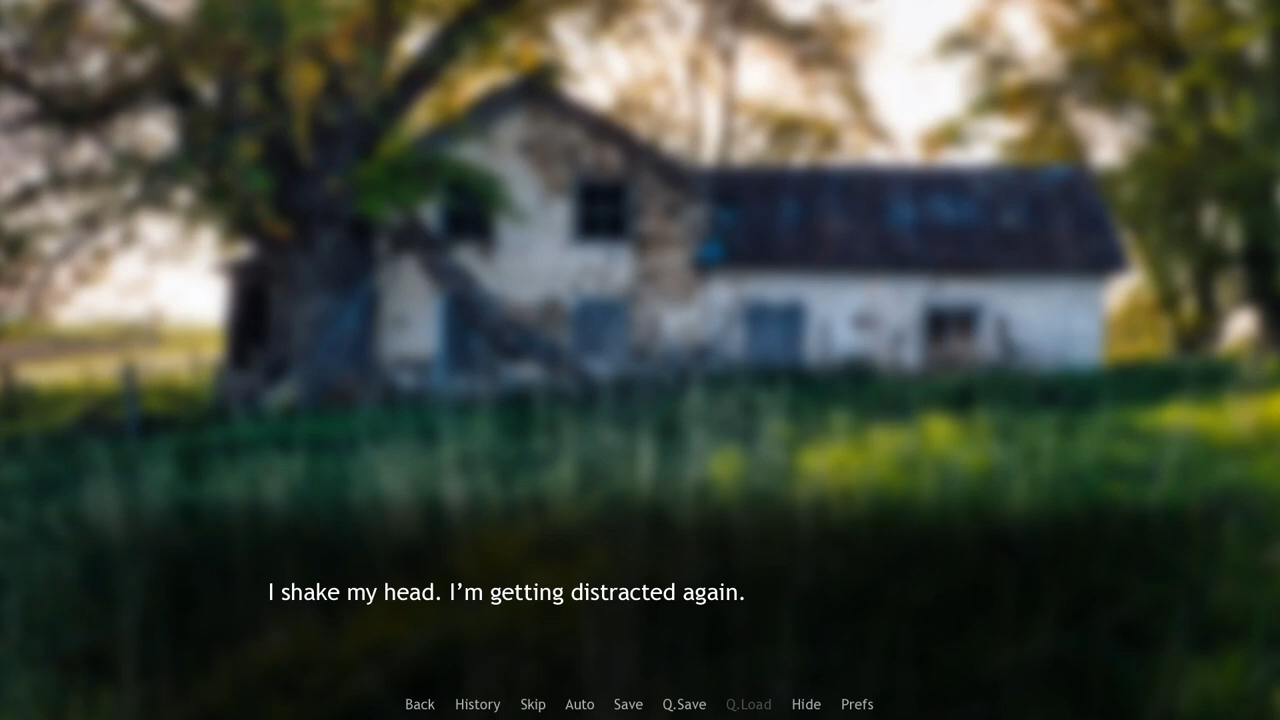 I shake my head. I’m getting distracted again.
Back History Skip Auto Save Q.Save Q.Load Hide Prefs